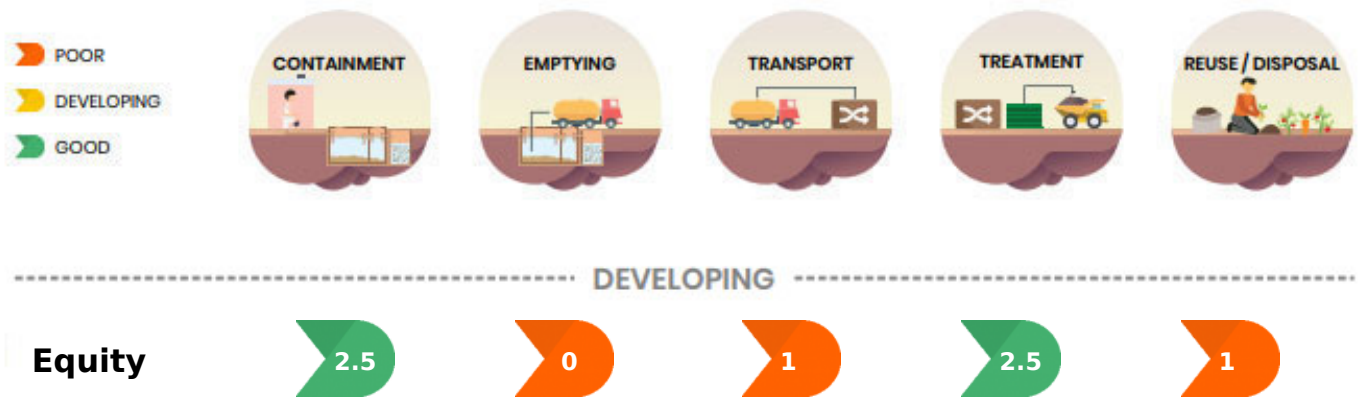 POOR
DEVELOPING
GOOD
CONTAINMENT
EMPTYING
TRANSPORT
TREATMENT
REUSE / DISPOSAL
DEVELOPING
Equity 2.5 0 1 2.5 1